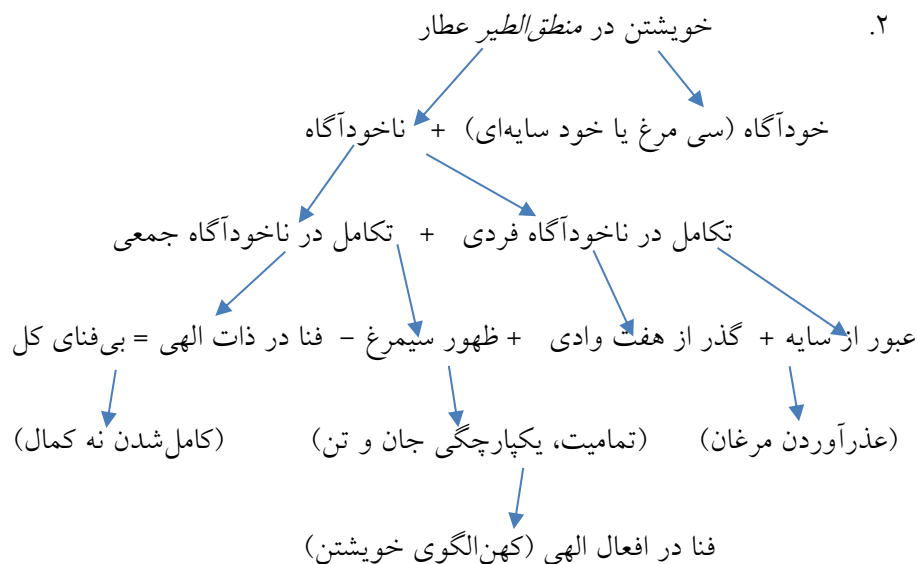 ۲. خویشتن در منطق‌الطیر عطار
خودآگاه (سی مرغ یا خود سایه‌ای) + ناخودآگاه
تکامل در ناخودآگاه فردی + تکامل در ناخودآگاه جمعی
عبور از سایه + گذر از هفت وادی + ظهور سیمرغ – فنا در ذات الهی = بی‌فنای کل
(عذرآوردن مرغان) (تمامیت، یکپارچگی جان و تن) (کامل‌شدن نه کمال)
فنا در افعال الهی (کهن‌الگوی خویشتن)